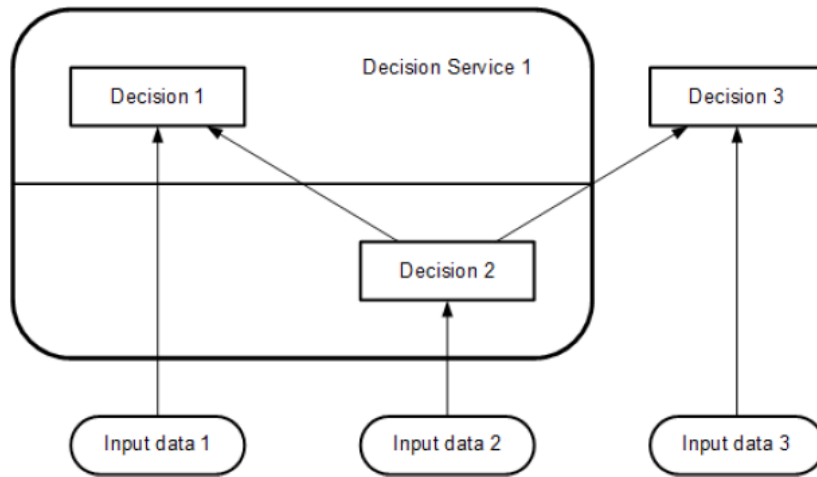 Decision Service 1
Decision 1
Decision 3
Decision 2
Input data 1
Input data 2
Input data 3